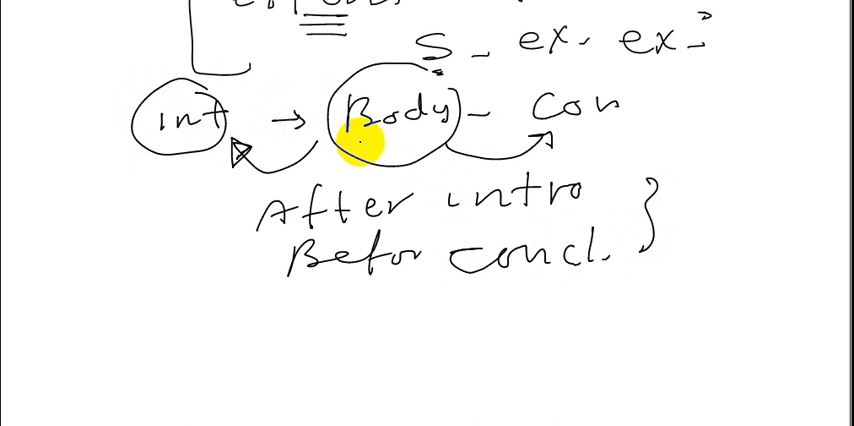 S - ex. ex -
int → Body - con
After intro
Befor concl.